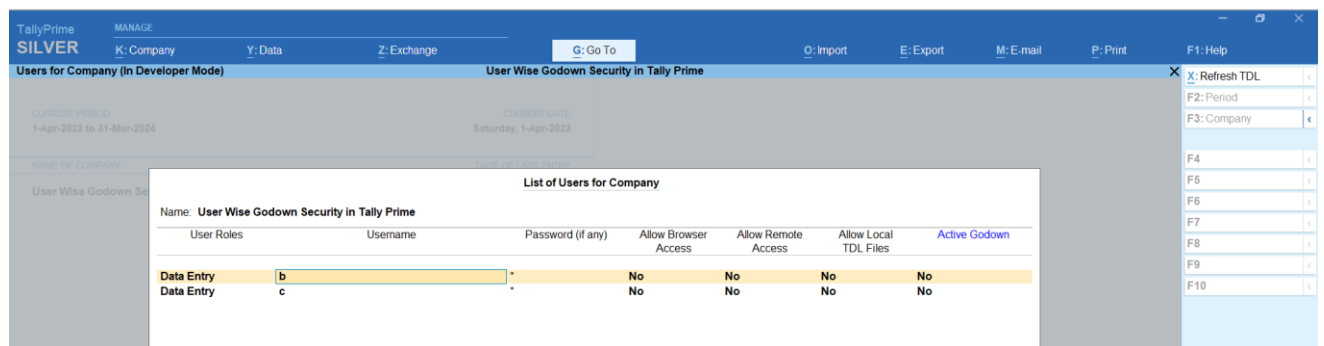 TallyPrime MANAGE
SILVER K: Company Y: Data Z: Exchange G: Go To O: Import E: Export M: E-mail P: Print F1: Help
Users for Company (In Developer Mode) User Wise Godown Security in Tally Prime X: Refresh TDL
F2: Period
CURRENT PERIOD CURRENT DATE
1-Apr-2023 to 31-Mar-2024 Saturday, 1-Apr-2023
F3: Company
NAME OF COMPANY DATE OF LAST ENTRY
F4
User Wise Godown Se
List of Users for Company
F5
Name: User Wise Godown Security in Tally Prime
F6
F7
User Roles Username Password (if any) Allow Browser Access Allow Remote Access Allow Local TDL Files Active Godown
F8
F9
Data Entry b * No No No No
Data Entry c * No No No No
F10